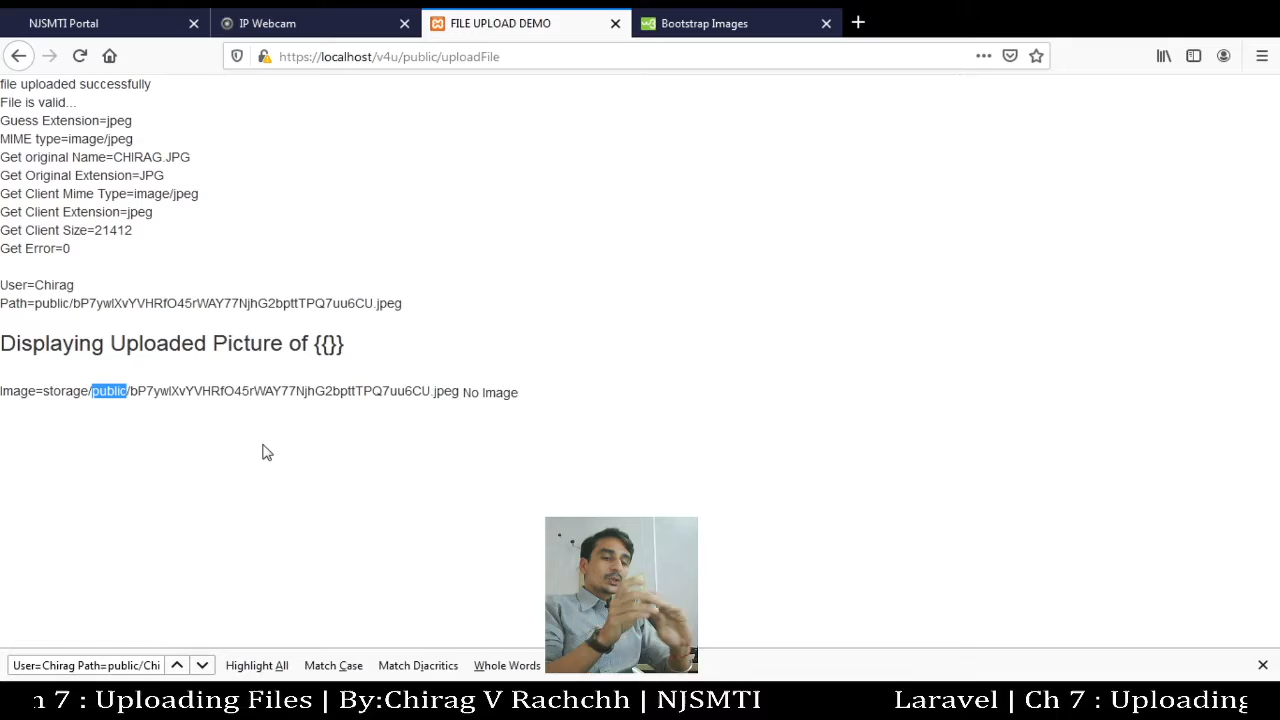 NJSMTI Portal
IP Webcam
FILE UPLOAD DEMO
Bootstrap Images
https://localhost/v4u/public/uploadFile
file uploaded successfully
File is valid...
Guess Extension=jpeg
MIME type=image/jpeg
Get original Name=CHIRAG.JPG
Get Original Extension=JPG
Get Client Mime Type=image/jpeg
Get Client Extension=jpeg
Get Client Size=21412
Get Error=0
User=Chirag
Path=public/bP7ywlXvYVHRfO45rWAY77NjhG2bpttTPQ7uu6CU.jpeg
Displaying Uploaded Picture of {{}}
Image=storage/public/bP7ywlXvYVHRfO45rWAY77NjhG2bpttTPQ7uu6CU.jpeg No Image
User=Chirag Path=public/Chi
Highlight All
Match Case
Match Diacritics
Whole Words
h 7 : Uploading Files | By:Chirag V Rachchh | NJSMTI
Laravel | Ch 7 : Uploading